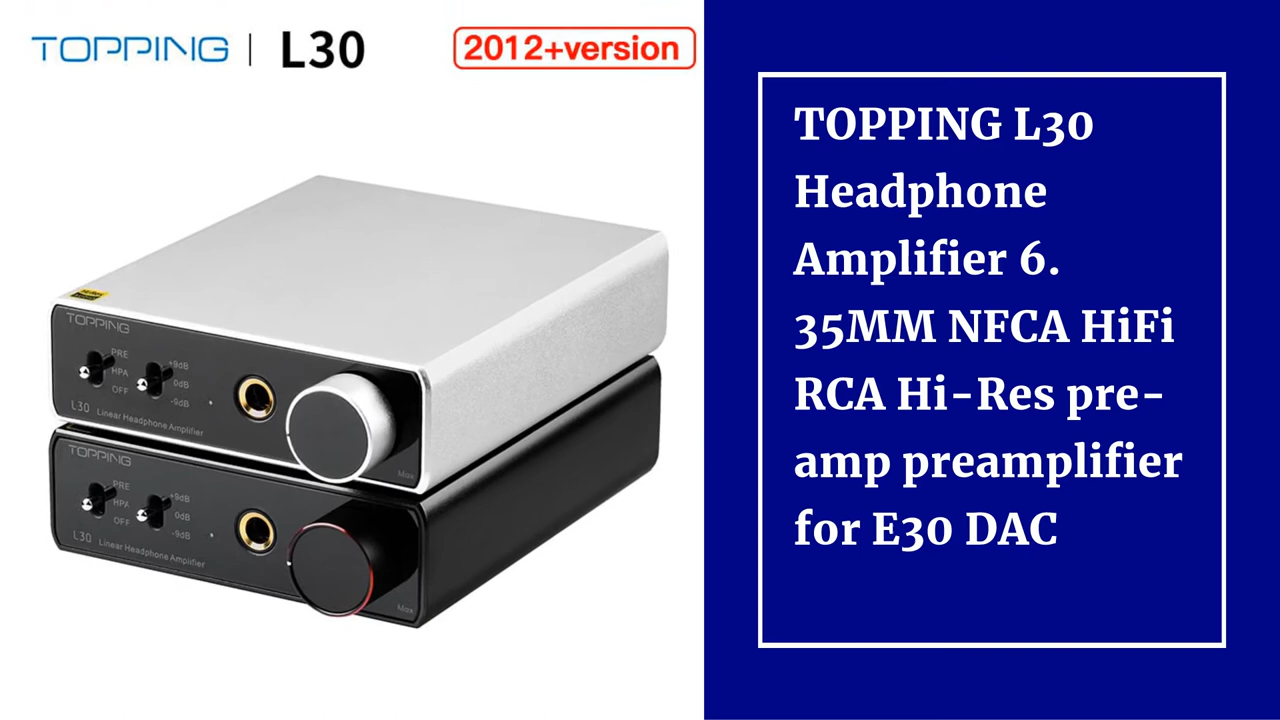 TOPPING | L30
2012+version
TOPPING L30
Headphone
Amplifier 6.
35MM NFCA HiFi
RCA Hi-Res pre-
amp preamplifier
for E30 DAC
TOPPING
PRE
HPA
OFF
+9dB
0dB
-9dB
L30 Linear Headphone Amplifier
Max
TOPPING
PRE
HPA
OFF
+9dB
0dB
-9dB
L30 Linear Headphone Amplifier
Max